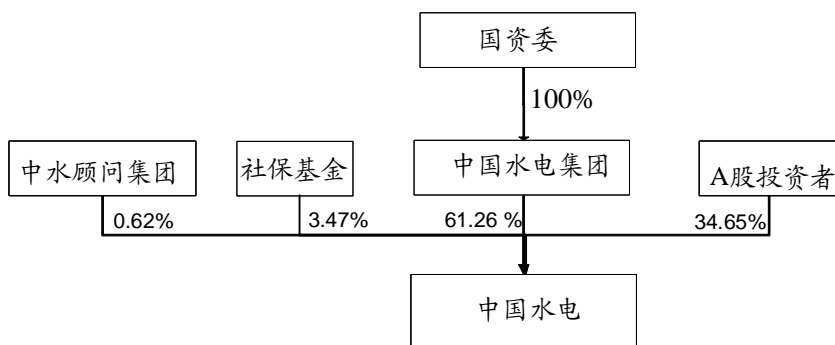 国资委
100%
中水顾问集团
社保基金
中国水电集团
A股投资者
0.62%
3.47%
61.26 %
34.65%
中国水电